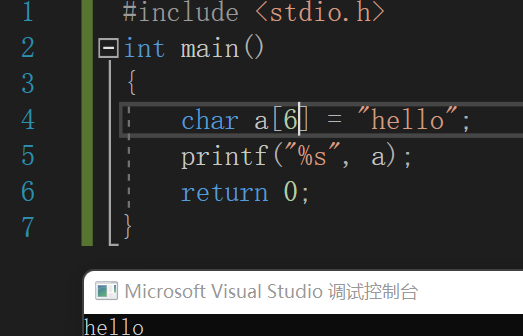 1 #include <stdio.h>
2 int main()
3 {
4 char a[6] = "hello";
5 printf("%s", a);
6 return 0;
7 }
Microsoft Visual Studio 调试控制台
hello